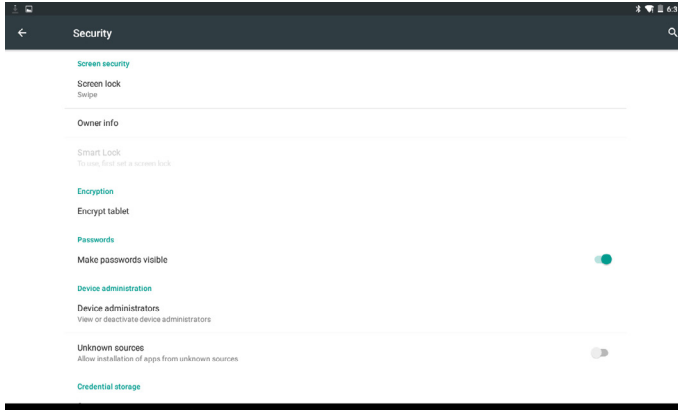 6:3
Security
Screen security
Screen lock
Swipe
Owner info
Smart Lock
To use, first set a screen lock
Encryption
Encrypt tablet
Passwords
Make passwords visible
Device administration
Device administrators
View or deactivate device administrators
Unknown sources
Allow installation of apps from unknown sources
Credential storage